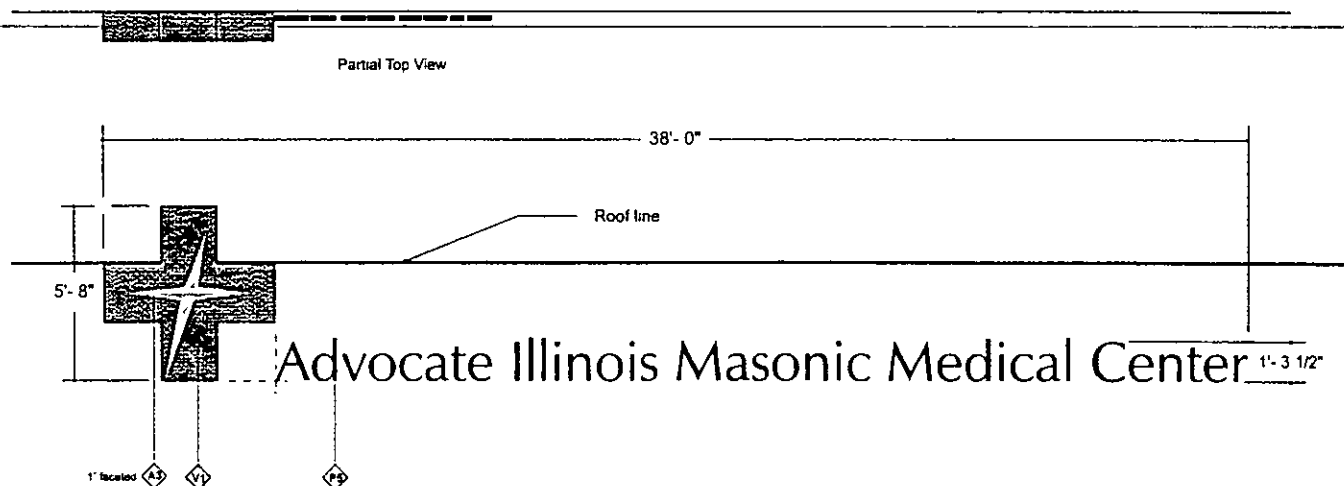 Partial Top View
38'- 0"
Roof line
5'- 8"
Advocate Illinois Masonic Medical Center
1'- 3 1/2"
1" faceted A3 V1 P5